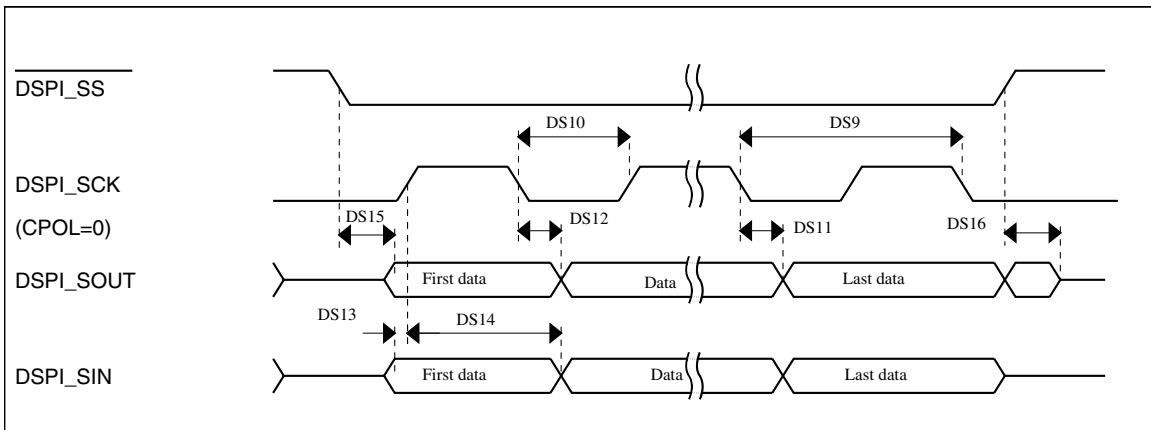 DSPI_SS
DS10
DS9
DSPI_SCK
(CPOL=0)
DS15
DS12
DS11
DS16
DSPI_SOUT
First data
Data
Last data
DS13
DS14
DSPI_SIN
First data
Data
Last data